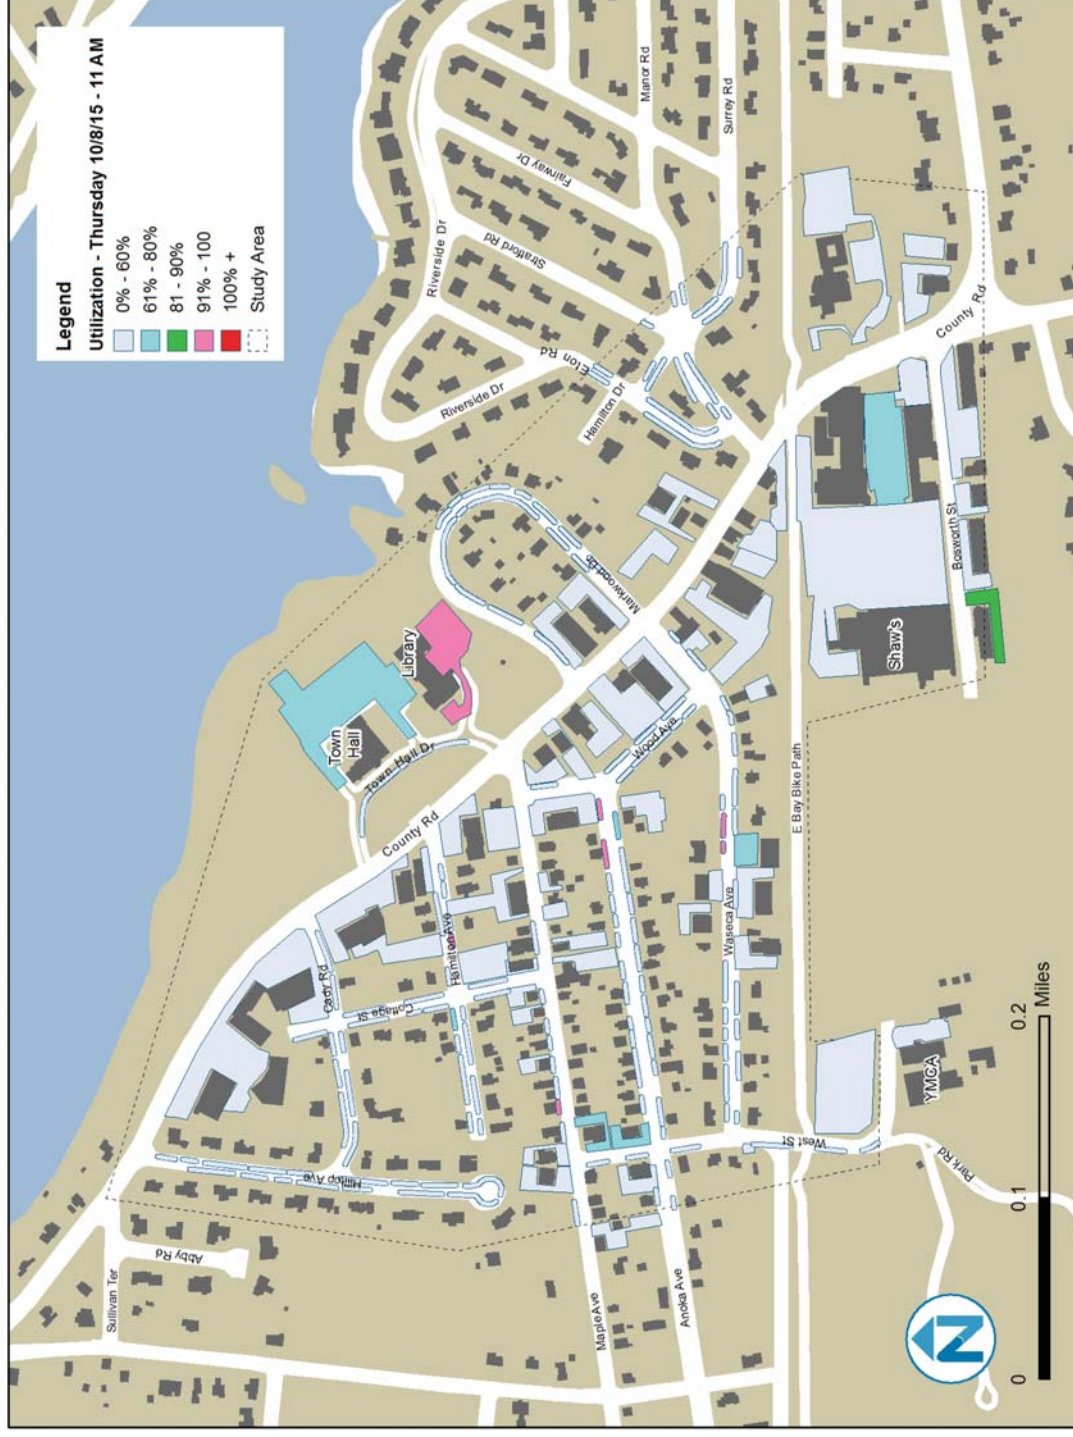 Legend
Utilization - Thursday 10/8/15 - 11 AM
0% - 60%
61% - 80%
81 - 90%
91% - 100
100% +
Study Area
Manor Rd
Surrey Rd
Fairway Dr
Stratford Rd
Riverside Dr
Riverside Dr
Elton Rd
Hamilton Dr
County Rd
Markwood Dr
Bosworth St
Shaw's
Library
Town
Hall
Town Hall Dr
Wood Ave
E Bay Bike Path
County Rd
Hamilton Ave
Waseca Ave
Cady Rd
Cottage St
Hilltop Ave
West St
YMCA
Park Rd
Abby Rd
Sullivan Ter
Maple Ave
Anoka Ave
N
0
0.1
0.2
Miles